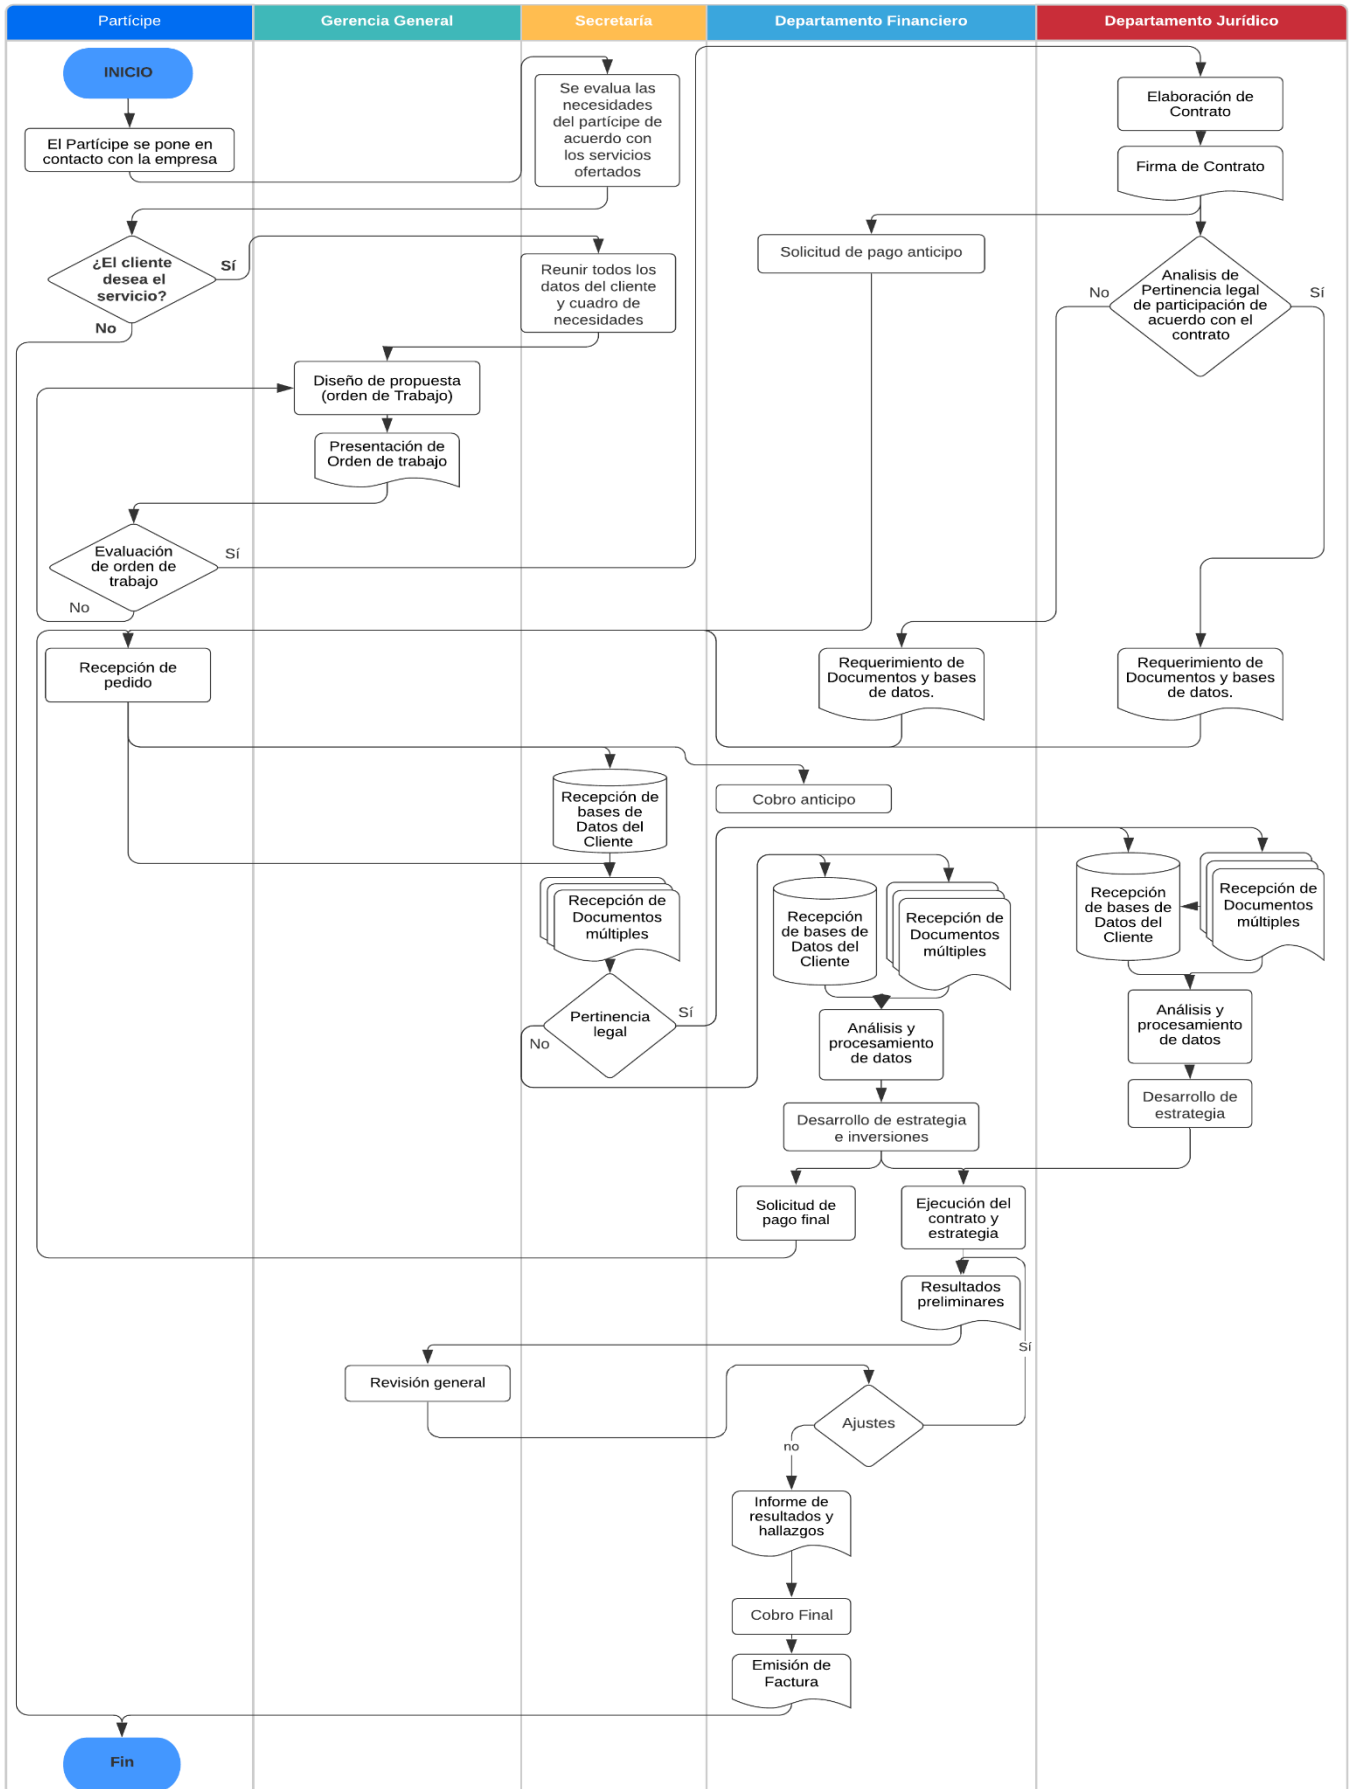 Partícipe
Gerencia General
Secretaría
Departamento Financiero
Departamento Jurídico
INICIO
El Partícipe se pone en
contacto con la empresa
Se evalua las
necesidades
del partícipe de
acuerdo con
los servicios
ofertados
Elaboración de
Contrato
Firma de Contrato
¿El cliente
desea el
servicio?
Sí
No
Reunir todos los
datos del cliente
y cuadro de
necesidades
Solicitud de pago anticipo
Analisis de
Pertinencia legal
de participación de
acuerdo con el
contrato
No
Sí
Diseño de propuesta
(orden de Trabajo)
Presentación de
Orden de trabajo
Evaluación
de orden de
trabajo
Sí
No
Recepción de
pedido
Requerimiento de
Documentos y bases
de datos.
Requerimiento de
Documentos y bases
de datos.
Recepción de
bases de
Datos del
Cliente
Cobro anticipo
Recepción de
Documentos
múltiples
Recepción
de bases de
Datos del
Cliente
Recepción de
Documentos
múltiples
Recepción
de bases de
Datos del
Cliente
Recepción de
Documentos
múltiples
Pertinencia
legal
Sí
No
Análisis y
procesamiento
de datos
Análisis y
procesamiento
de datos
Desarrollo de estrategia
e inversiones
Desarrollo de
estrategia
Solicitud de
pago final
Ejecución del
contrato y
estrategia
Resultados
preliminares
Sí
Revisión general
Ajustes
no
Informe de
resultados y
hallazgos
Cobro Final
Emisión de
Factura
Fin